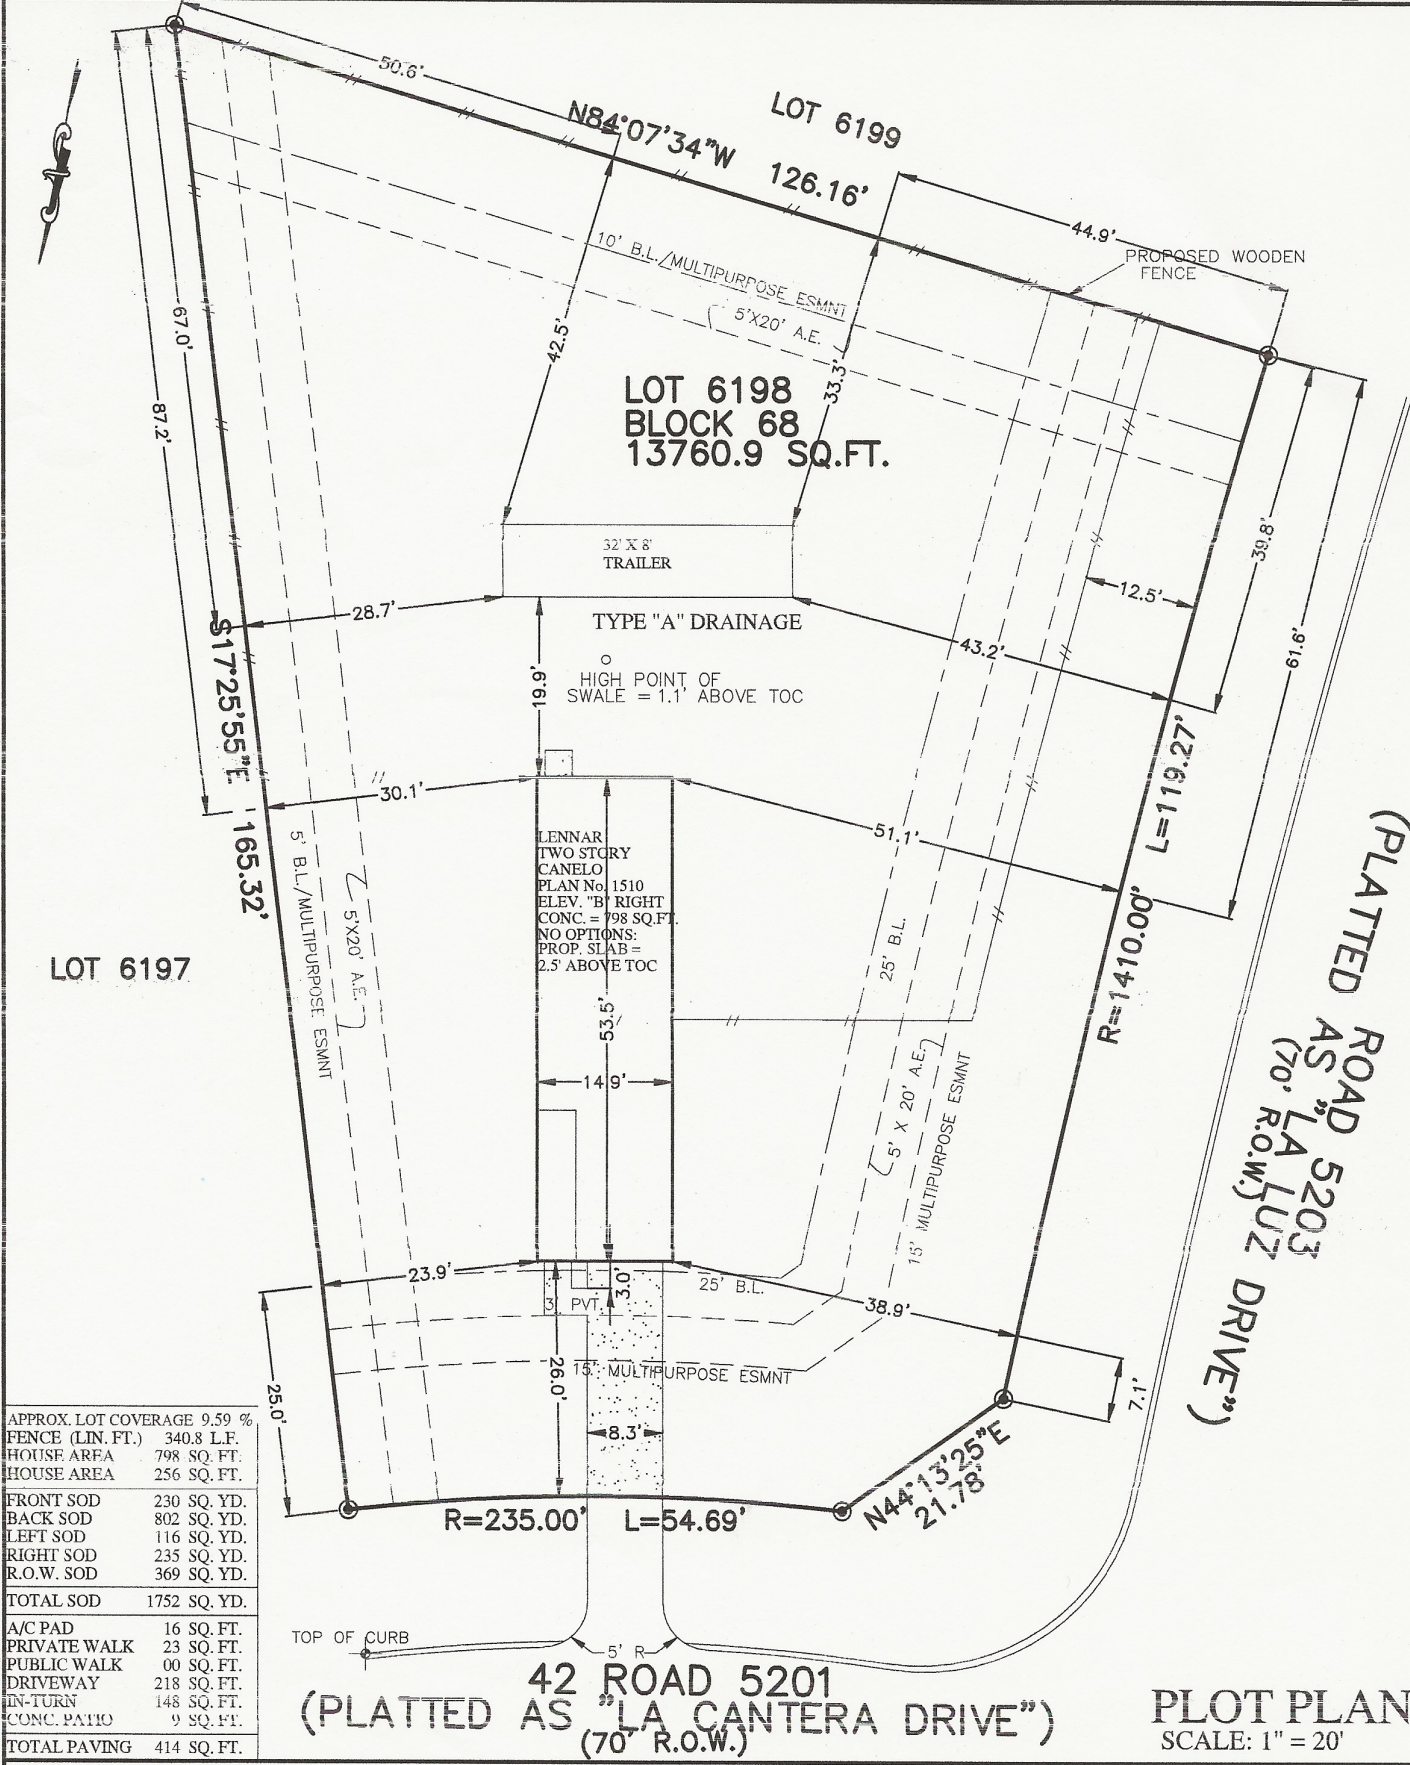 50.6'
N84°07'34"W
126.16'
LOT 6199
44.9'
PROPOSED WOODEN
FENCE
10' B.L./MULTIPURPOSE ESMNT
5'X20' A.E.
67.0'
87.2'
42.5'
33.3'
LOT 6198
BLOCK 68
13760.9 SQ.FT.
39.8'
61.6'
12.5'
32' X 8'
TRAILER
28.7'
TYPE "A" DRAINAGE
43.2'
19.9'
HIGH POINT OF
SWALE = 1.1' ABOVE TOC
S17°25'55"E 165.32'
30.1'
51.1'
L=119.27'
R=1410.00'
LENNAR
TWO STORY
CANELO
PLAN No. 1510
ELEV. "B" RIGHT
CONC. = 798 SQ.FT.
NO OPTIONS:
PROP. SLAB =
2.5' ABOVE TOC
5' B.L./MULTIPURPOSE ESMNT
5'X20' A.E.
LOT 6197
25' B.L.
53.5'
14.9'
5' X 20' A.E.
15' MULTIPURPOSE ESMNT
ROAD 5203
(PLATTED AS "LA LUZ DRIVE")
(70' R.O.W.)
23.9'
3.0'
25' B.L.
3' PVT.
38.9'
26.0'
15' MULTIPURPOSE ESMNT
25.0'
7.1'
8.3'
N44°13'25"E
21.78'
R=235.00' L=54.69'
APPROX. LOT COVERAGE 9.59 %
FENCE (LIN. FT.) 340.8 L.F.
HOUSE AREA 798 SQ. FT.
HOUSE AREA 256 SQ. FT.
FRONT SOD 230 SQ. YD.
BACK SOD 802 SQ. YD.
LEFT SOD 116 SQ. YD.
RIGHT SOD 235 SQ. YD.
R.O.W. SOD 369 SQ. YD.
TOTAL SOD 1752 SQ. YD.
A/C PAD 16 SQ. FT.
PRIVATE WALK 23 SQ. FT.
PUBLIC WALK 00 SQ. FT.
DRIVEWAY 218 SQ. FT.
IN-TURN 148 SQ. FT.
CONC. PATIO 9 SQ. FT.
TOTAL PAVING 414 SQ. FT.
TOP OF CURB
5' R
42 ROAD 5201
(PLATTED AS "LA CANTERA DRIVE")
(70' R.O.W.)
PLOT PLAN
SCALE: 1" = 20'